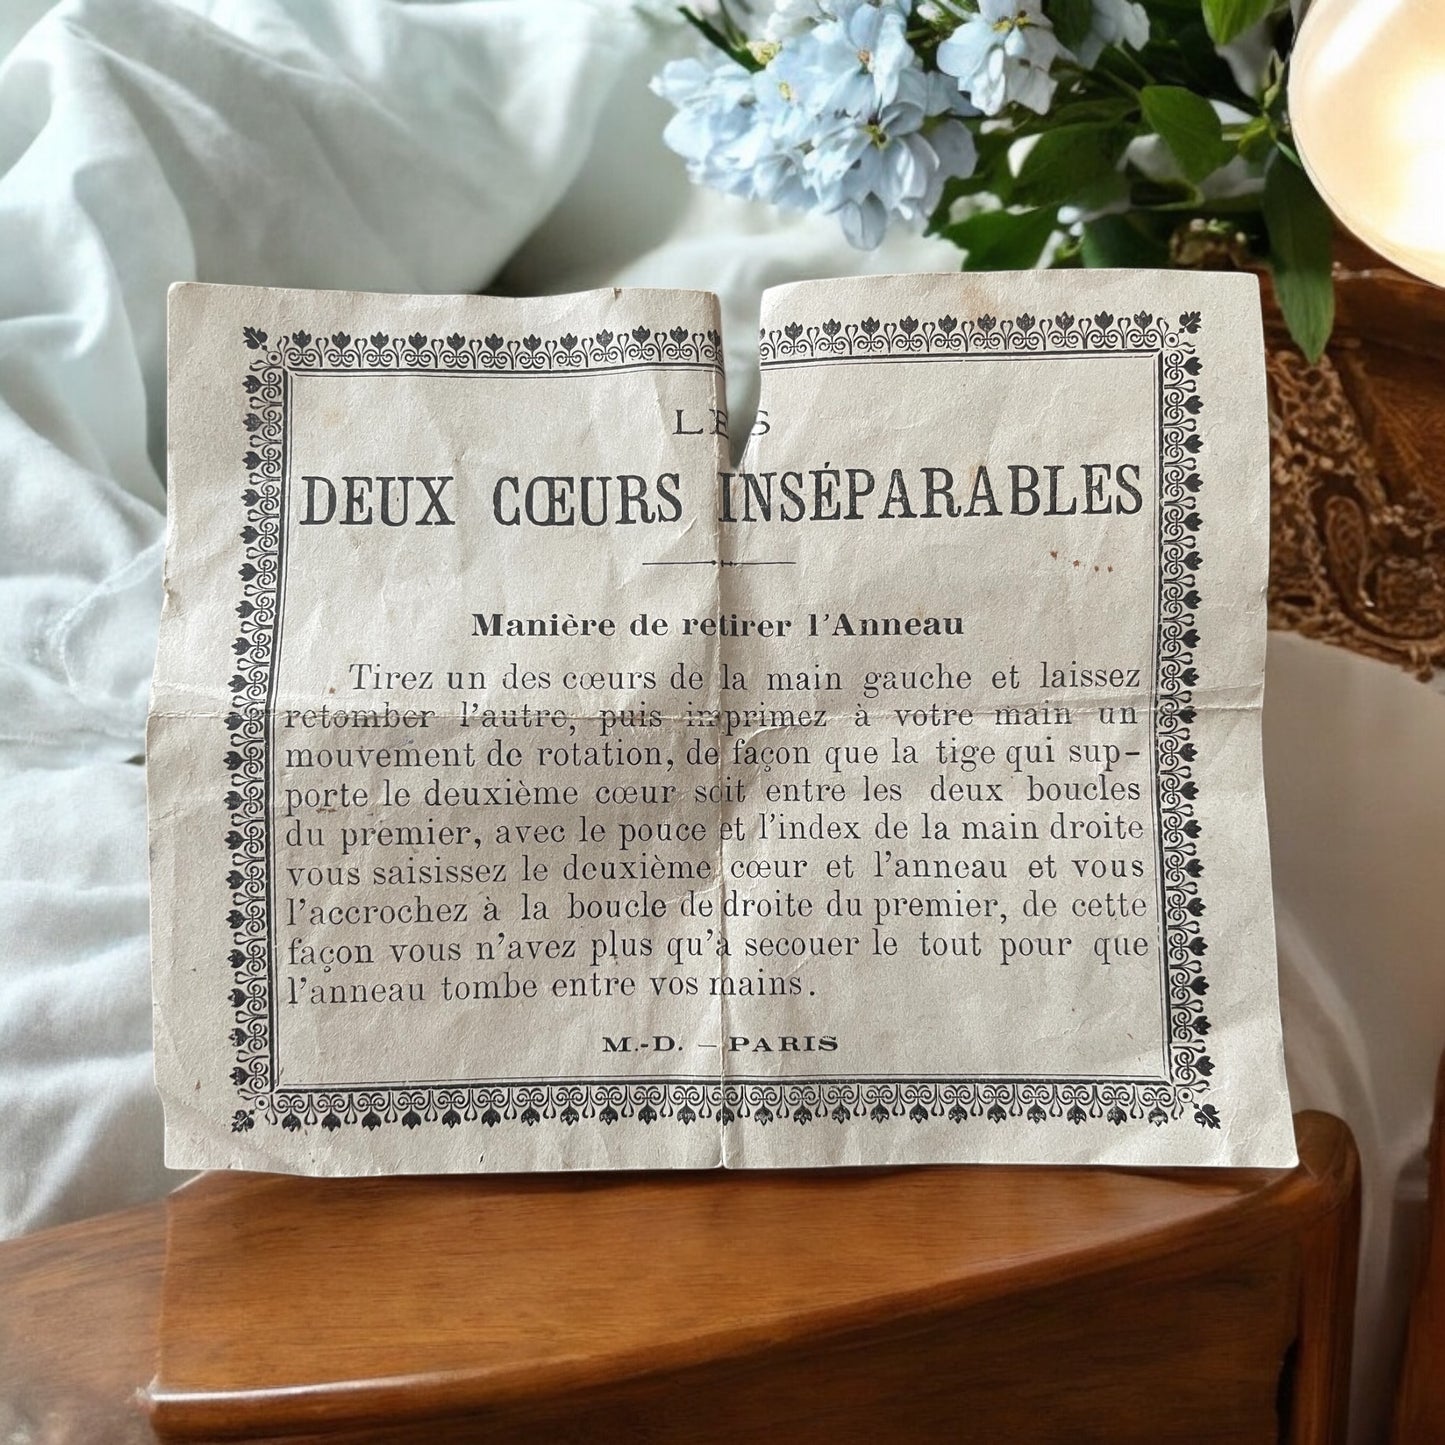 LES
DEUX CŒURS INSÉPARABLES
Manière de retirer l'Anneau
Tirez un des cœurs de la main gauche et laissez
retomber l'autre, puis imprimez à votre main un
mouvement de rotation, de façon que la tige qui sup-
porte le deuxième cœur soit entre les deux boucles
du premier, avec le pouce et l'index de la main droite
vous saisissez le deuxième cœur et l'anneau et vous
l'accrochez à la boucle de droite du premier, de cette
façon vous n'avez plus qu'à secouer le tout pour que
l'anneau tombe entre vos mains.
M.-D. — PARIS